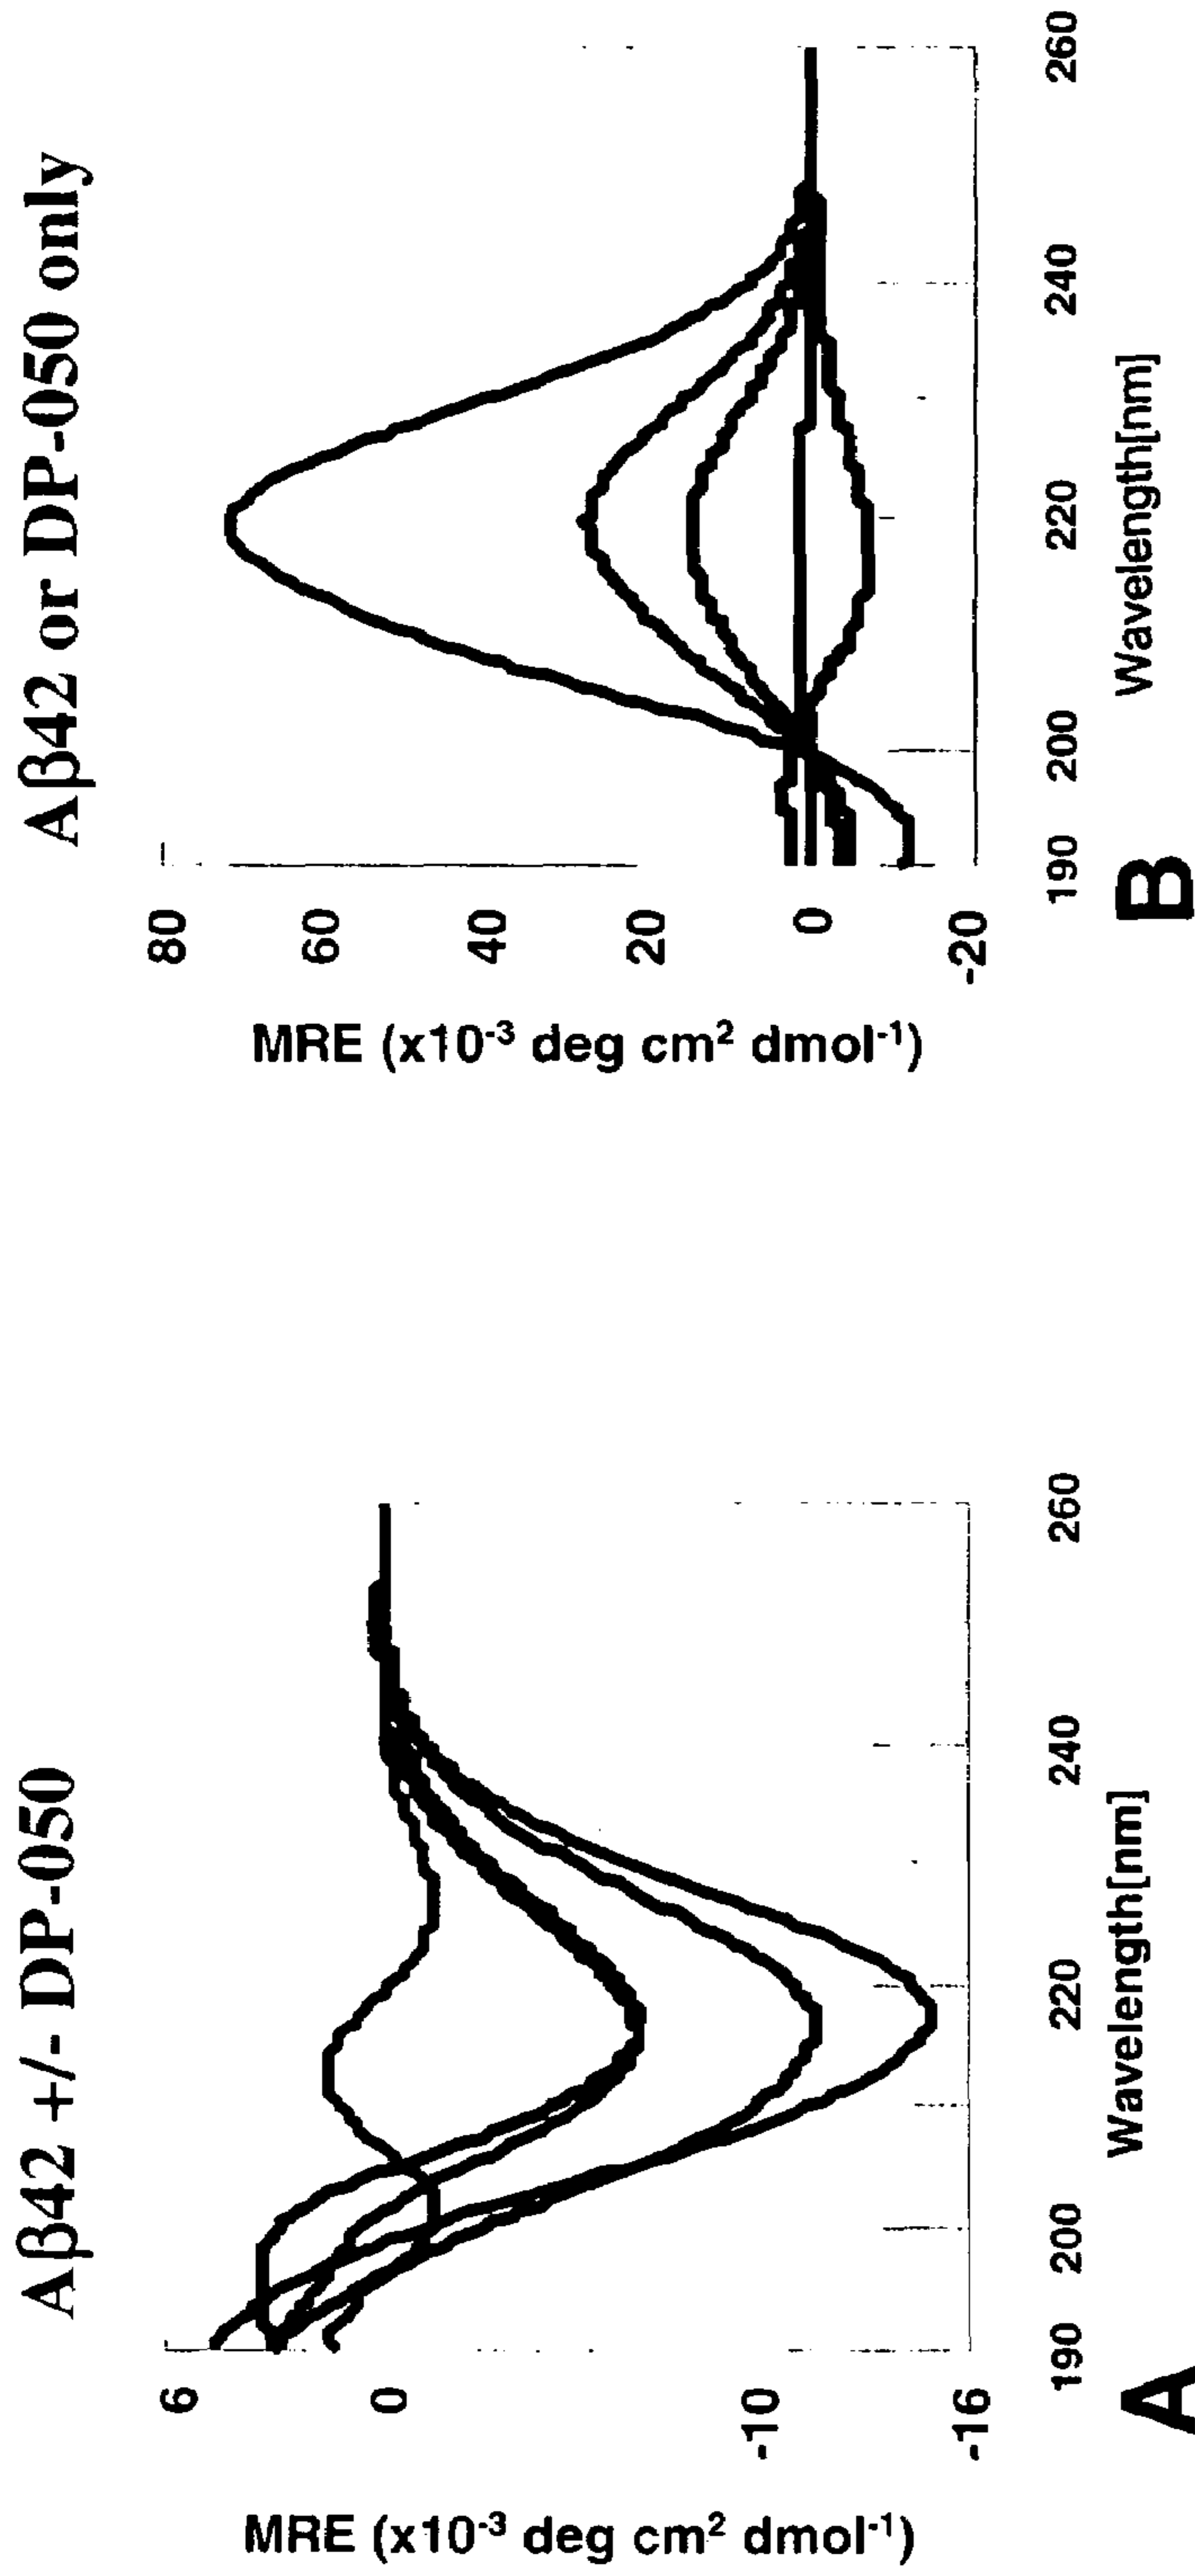 Aβ42 +/- DP-050
MRE (x10⁻³ deg cm² dmol⁻¹)
6
0
-10
-16
190
200
220
240
260
Wavelength[nm]
A
Aβ42 or DP-050 only
MRE (x10⁻³ deg cm² dmol⁻¹)
80
60
40
20
0
-20
190
200
220
240
260
Wavelength[nm]
B